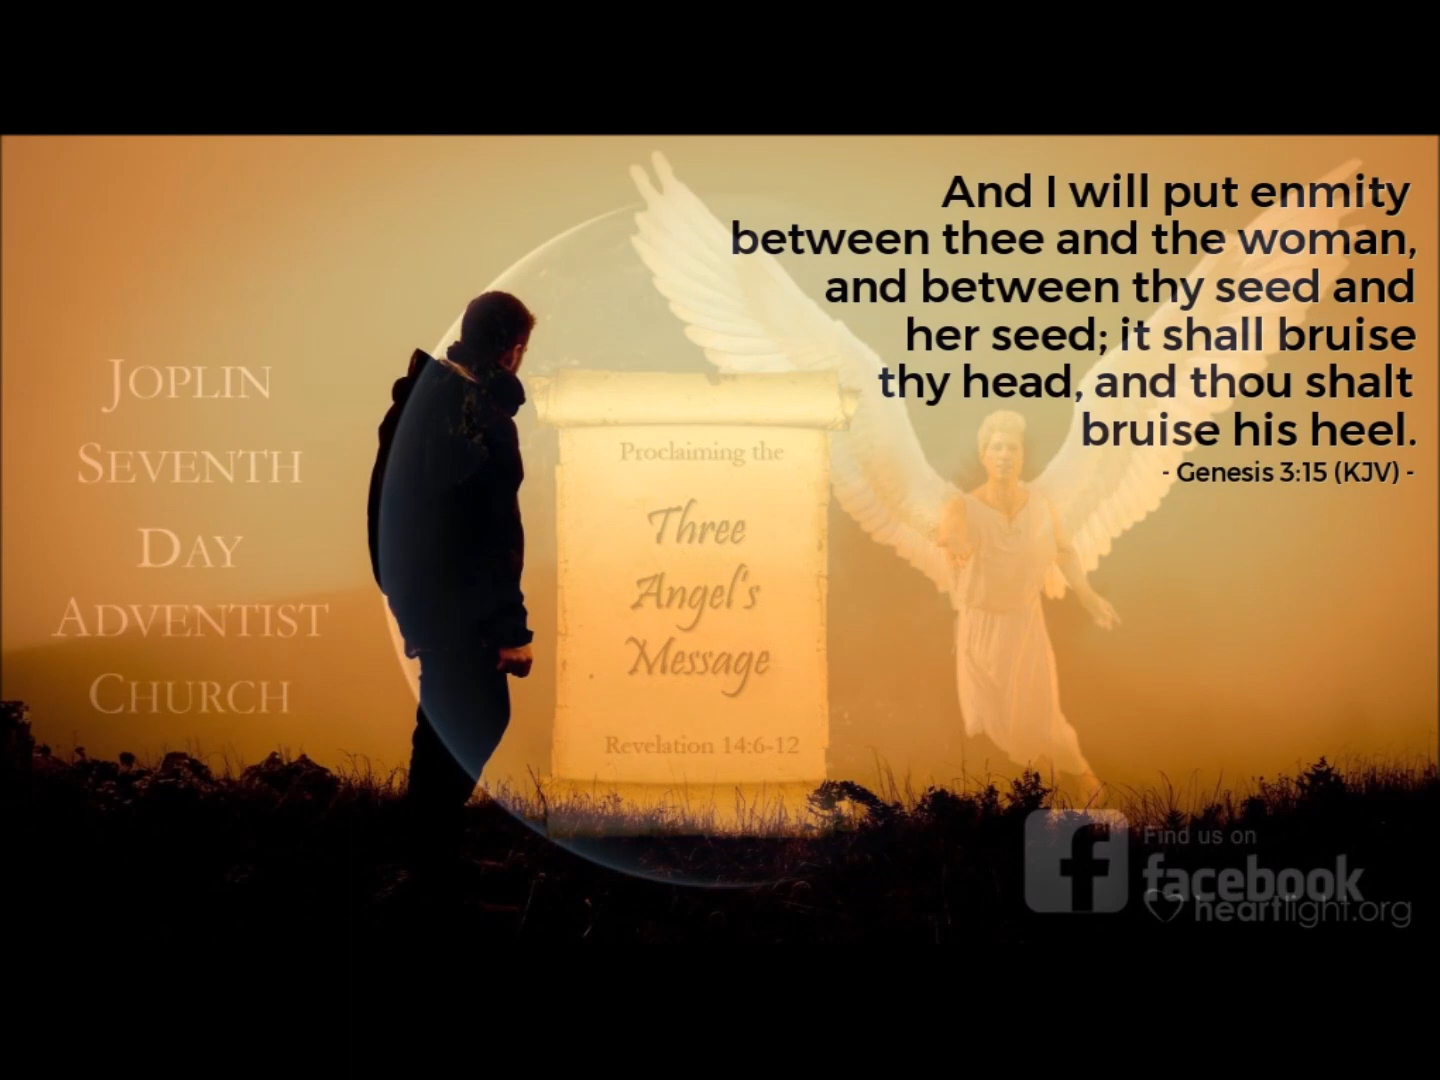 And I will put enmity
between thee and the woman,
and between thy seed and
her seed; it shall bruise
thy head, and thou shalt
bruise his heel.
- Genesis 3:15 (KJV) -
JOPLIN
SEVENTH
DAY
ADVENTIST
CHURCH
Proclaiming the
Three
Angel's
Message
Revelation 14:6-12
Find us on
facebook
heartlight.org